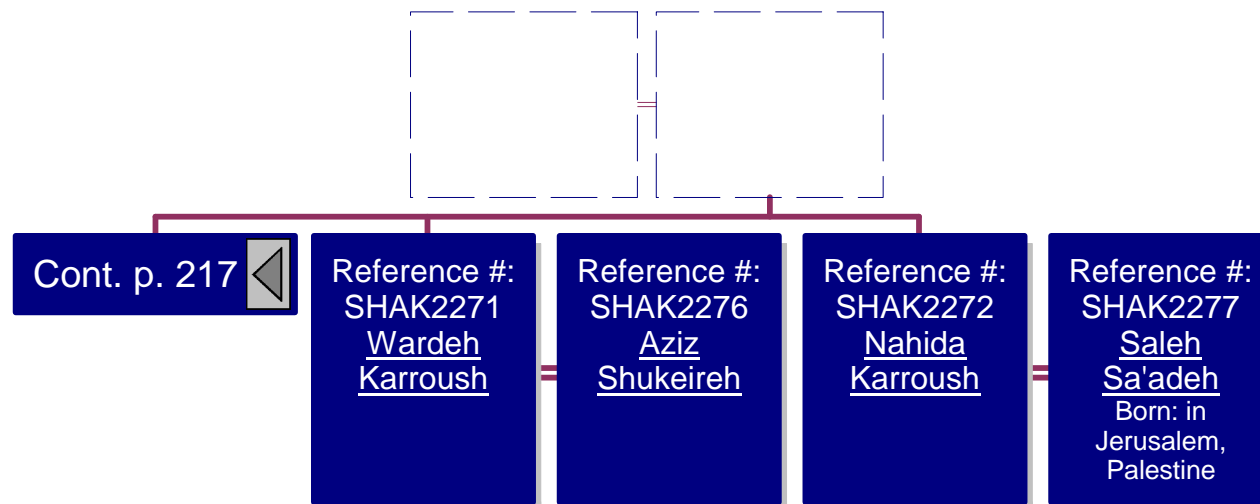 Cont. p. 217
Reference #:
SHAK2271
Wardeh
Karroush
Reference #:
SHAK2276
Aziz
Shukeireh
Reference #:
SHAK2272
Nahida
Karroush
Reference #:
SHAK2277
Saleh
Sa'adeh
Born: in
Jerusalem,
Palestine